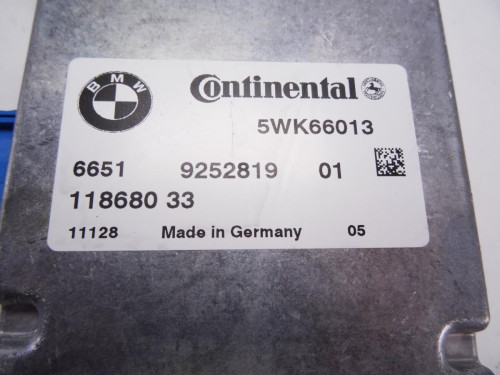 BMW
Continental
5WK66013
6651 9252819 01
118680 33
11128 Made in Germany 05